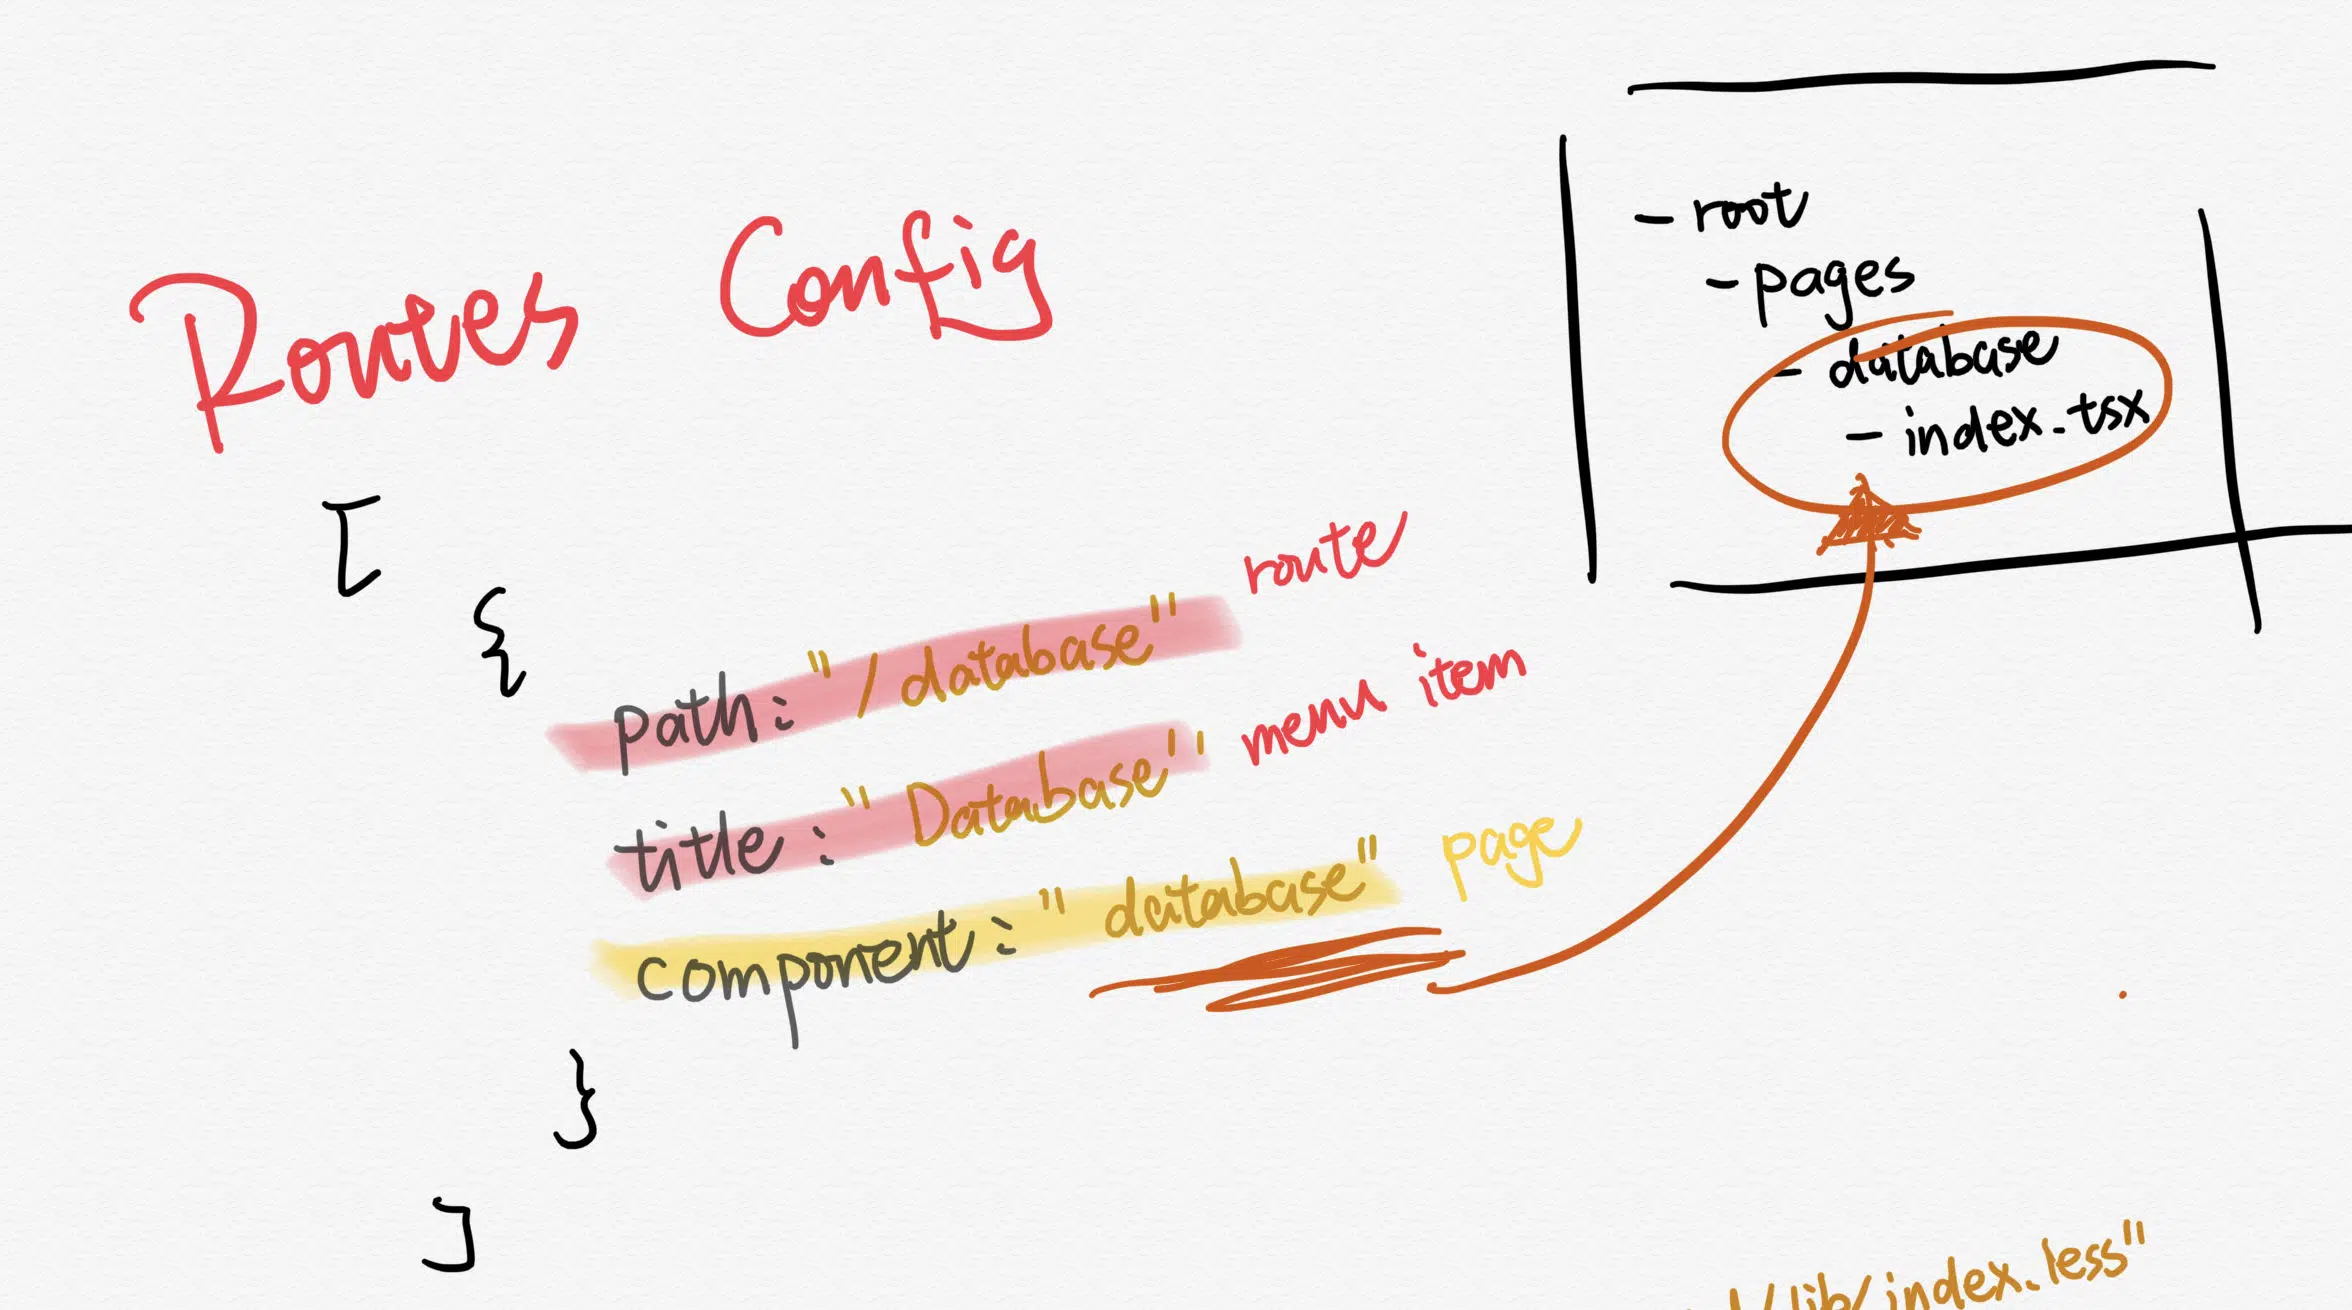 Routes Config
[
{
path: "/database" route
title: "Database" menu item
component: "database" page
}
]
- root
- pages
- database
- index.tsx
/lib/index.less"